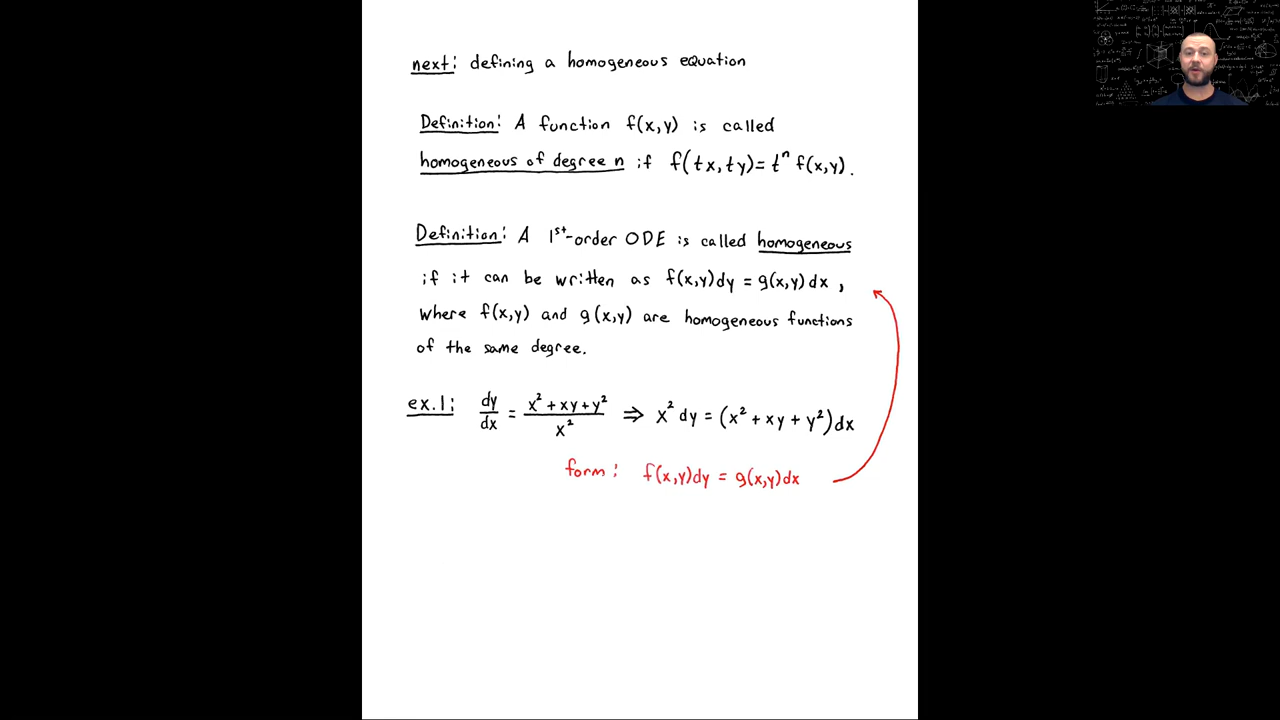 next: defining a homogeneous equation
Definition: A function f(x,y) is called
homogeneous of degree n if f(tx,ty)=tⁿ f(x,y).
Definition: A 1ˢᵗ-order ODE is called homogeneous
if it can be written as f(x,y)dy = g(x,y)dx,
where f(x,y) and g(x,y) are homogeneous functions
of the same degree.
ex.1: dy/dx = (x²+xy+y²)/x² ⇒ x² dy = (x²+xy+y²)dx
form: f(x,y)dy = g(x,y)dx